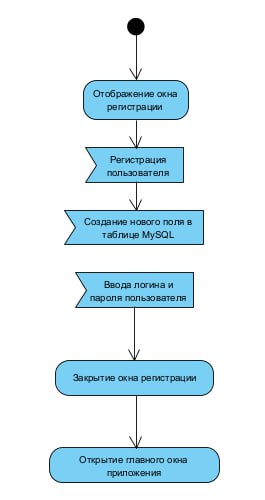 Отображение окна
регистрации
Регистрация
пользователя
Создание нового поля в
таблице MySQL
Ввода логина и
пароля пользователя
Закрытие окна регистрации
Открытие главного окна
приложения